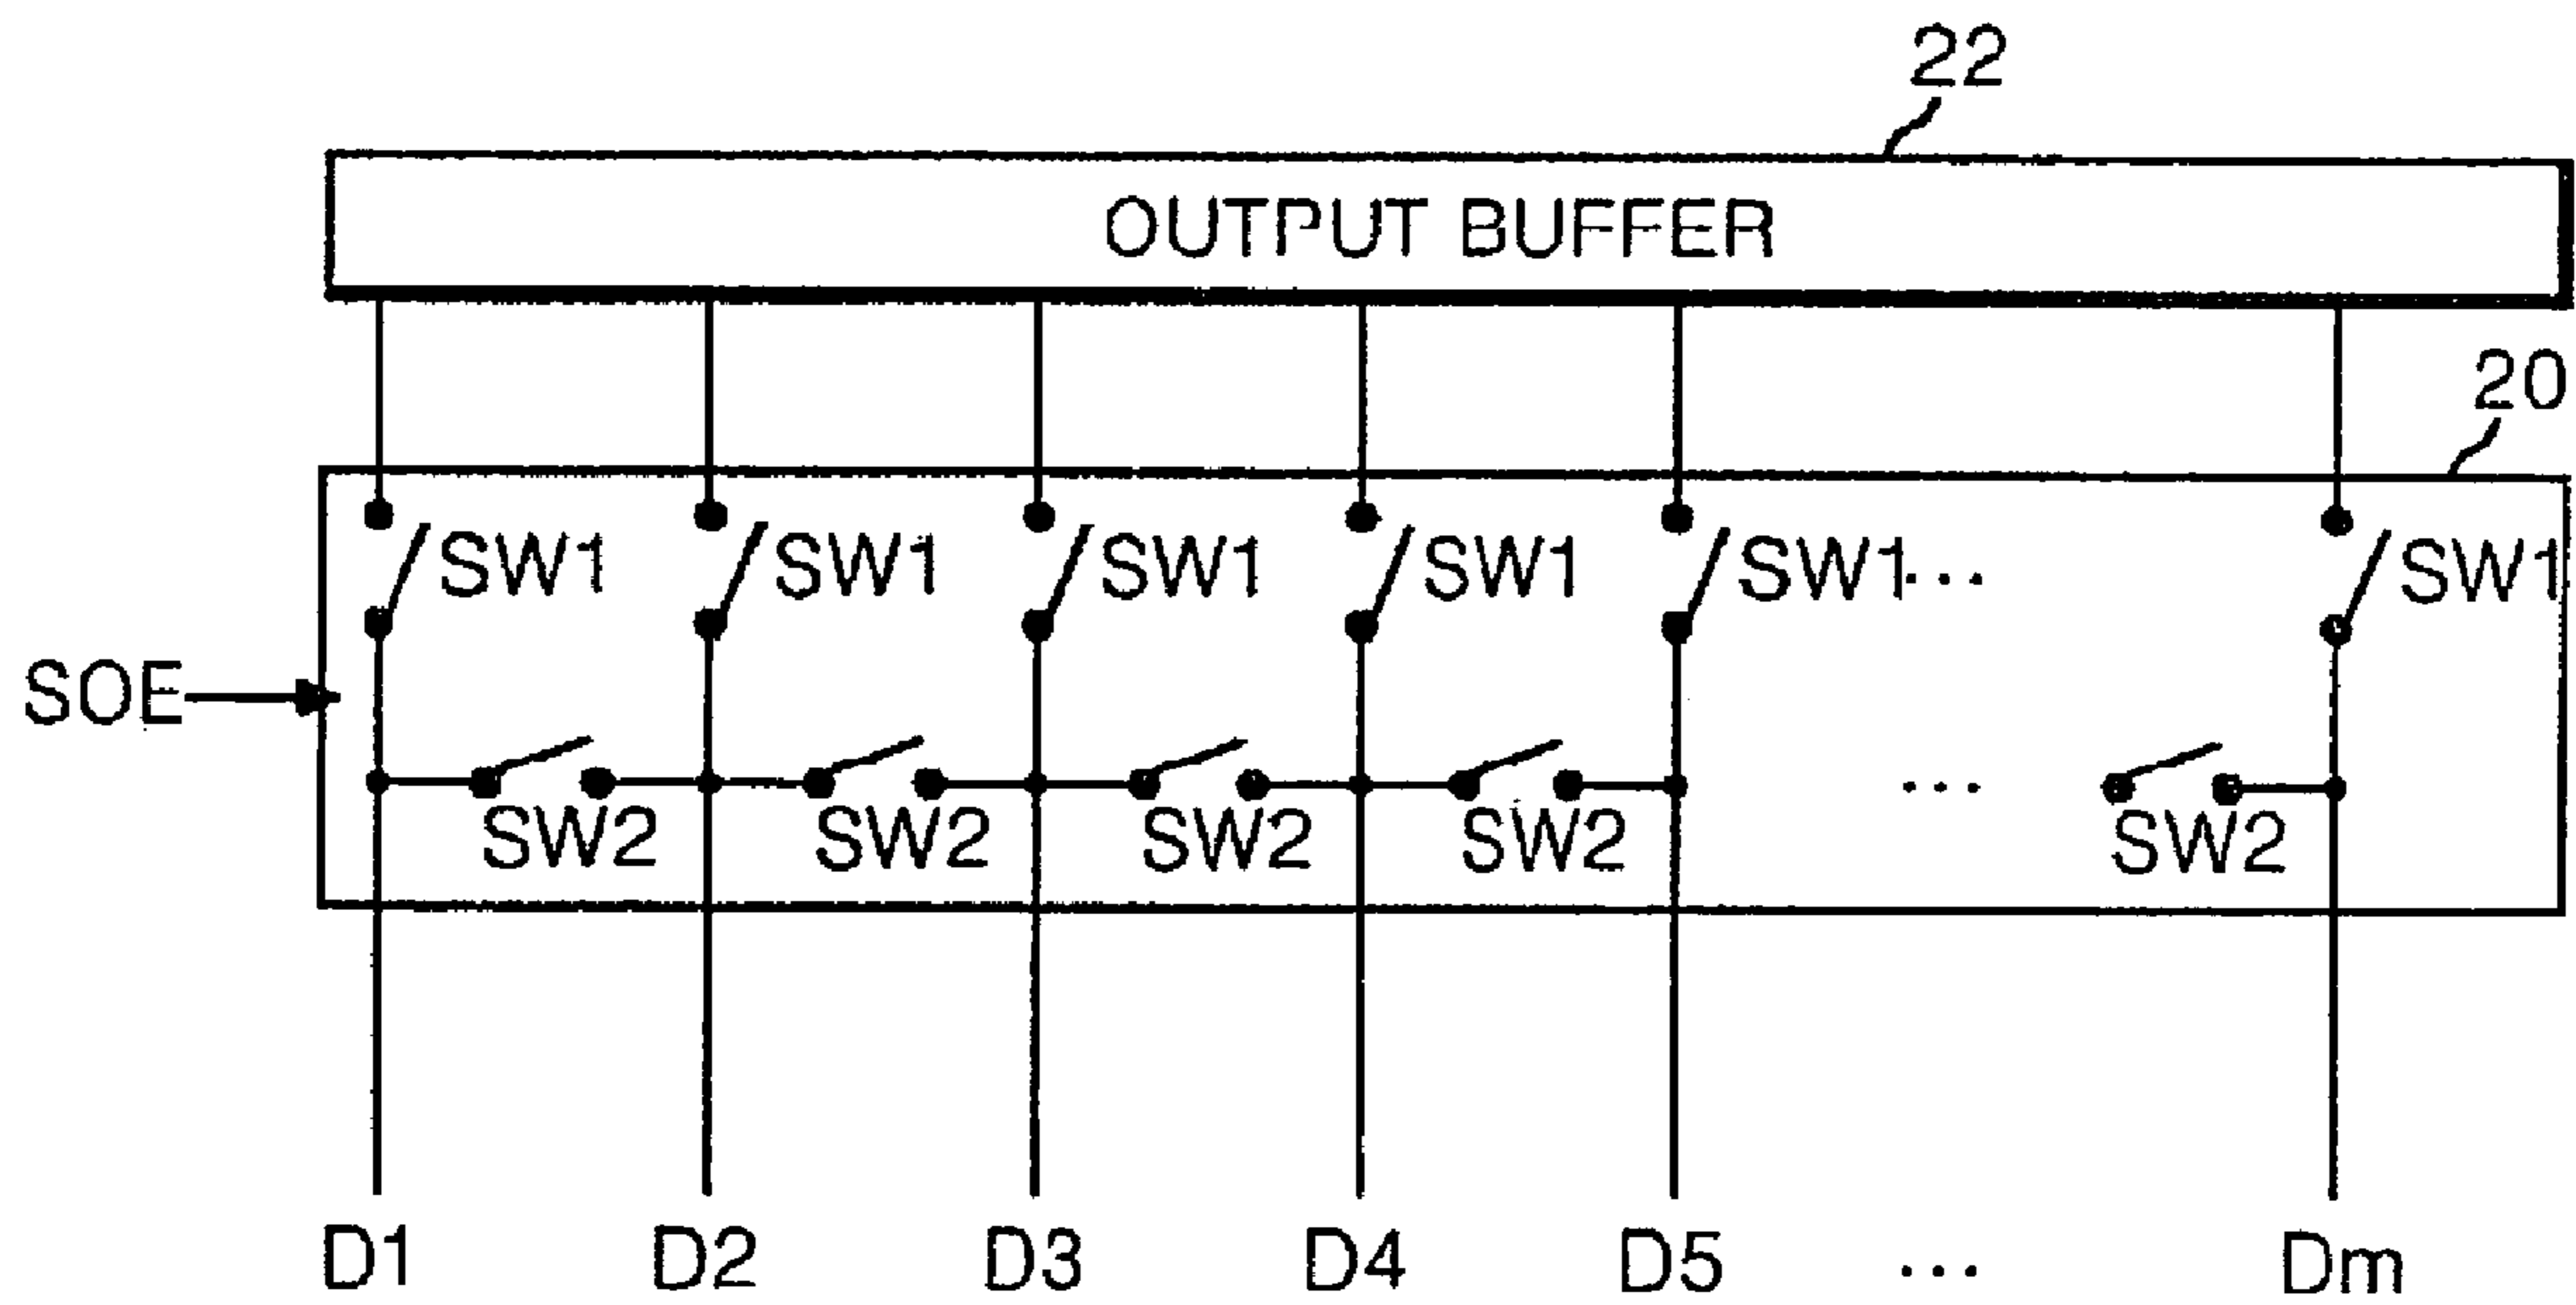 22
OUTPUT BUFFER
20
SW1 SW1 SW1 SW1 SW1 ... SW1
SOE
...
SW2 SW2 SW2 SW2 SW2
D1 D2 D3 D4 D5 ... Dm